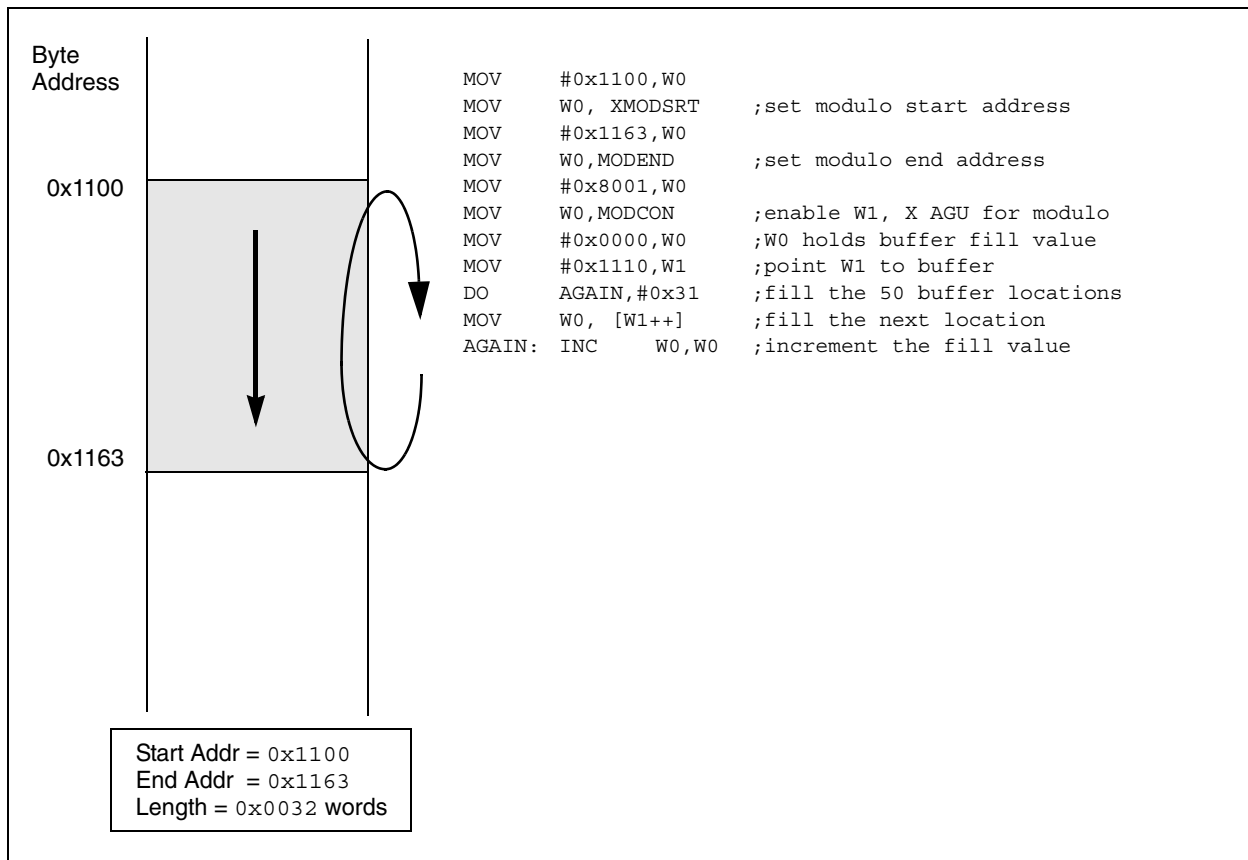 Byte
Address
0x1100
0x1163
MOV #0x1100,W0
MOV W0, XMODSRT ;set modulo start address
MOV #0x1163,W0
MOV W0,MODEND ;set modulo end address
MOV #0x8001,W0
MOV W0,MODCON ;enable W1, X AGU for modulo
MOV #0x0000,W0 ;W0 holds buffer fill value
MOV #0x1110,W1 ;point W1 to buffer
DO AGAIN,#0x31 ;fill the 50 buffer locations
MOV W0, [W1++] ;fill the next location
AGAIN: INC W0,W0 ;increment the fill value
Start Addr = 0x1100
End Addr = 0x1163
Length = 0x0032 words